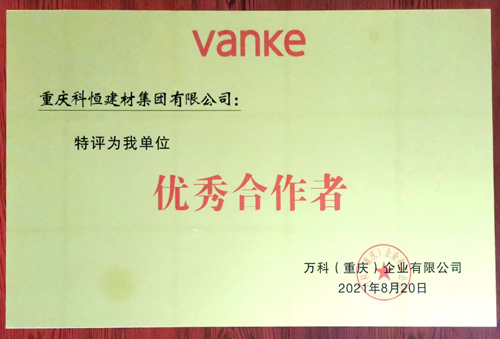 vanke
重庆科恒建材集团有限公司：
特评为我单位
优秀合作者
万科（重庆）企业有限公司
2021年8月20日